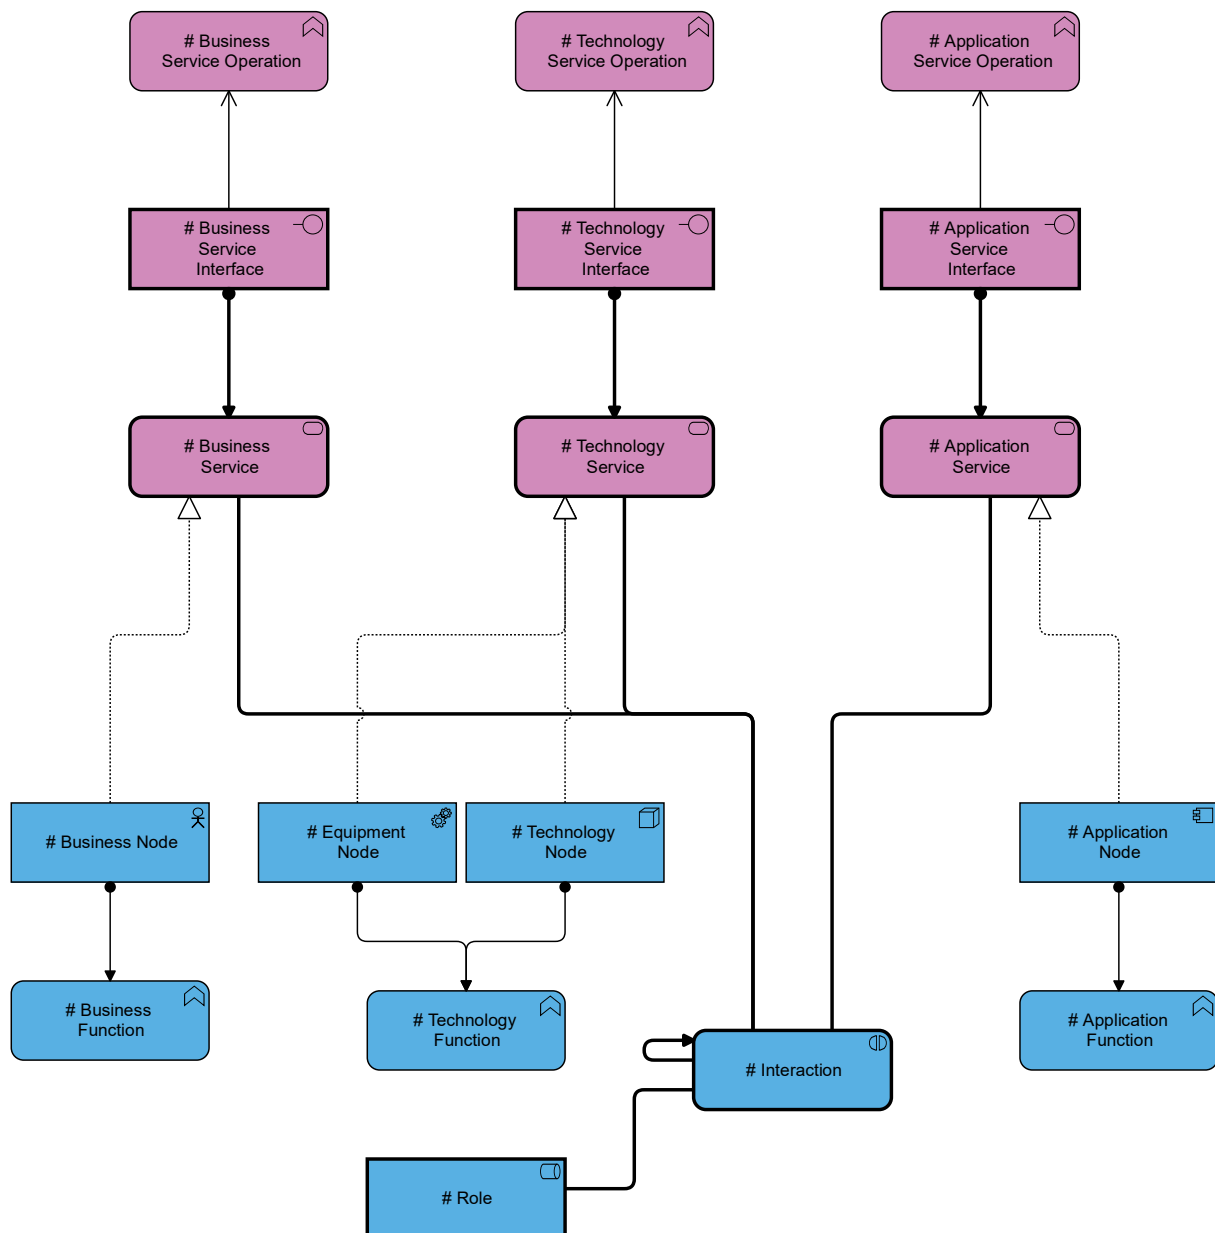 # Business
Service Operation
# Technology
Service Operation
# Application
Service Operation
# Business
Service
Interface
# Technology
Service
Interface
# Application
Service
Interface
# Business
Service
# Technology
Service
# Application
Service
# Business Node
# Equipment
Node
# Technology
Node
# Application
Node
# Business
Function
# Technology
Function
# Application
Function
# Interaction
# Role